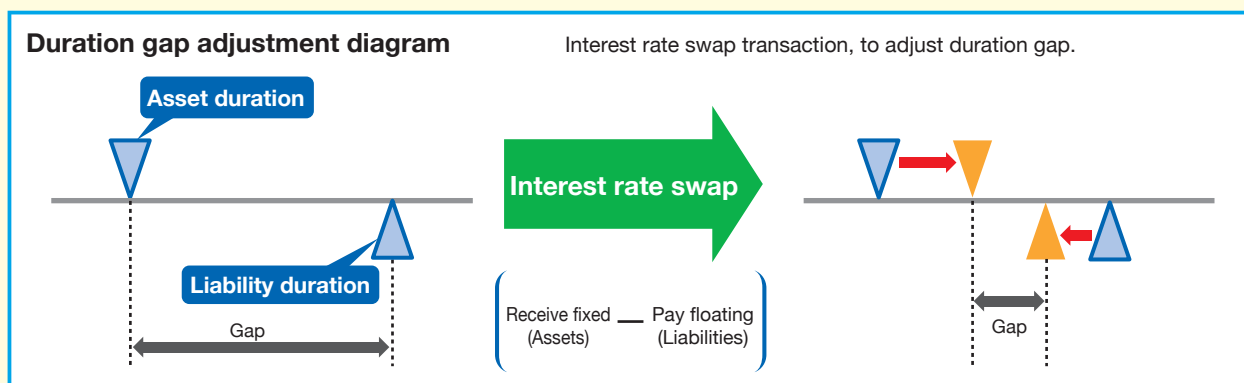 Duration gap adjustment diagram
Interest rate swap transaction, to adjust duration gap.
Asset duration
Liability duration
Gap
Interest rate swap
Receive fixed — Pay floating
(Assets) (Liabilities)
Gap